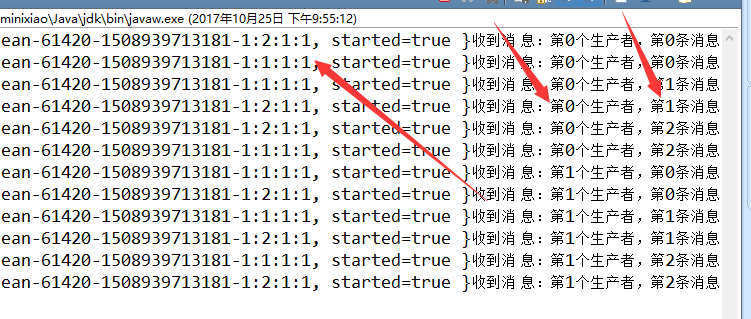 minixiao\Java\jdk\bin\javaw.exe (2017年10月25日 下午9:55:12)
ean-61420-1508939713181-1:2:1:1, started=true }收到消息：第0个生产者，第0条消息
ean-61420-1508939713181-1:1:1:1, started=true }收到消息：第0个生产者，第0条消息
ean-61420-1508939713181-1:1:1:1, started=true }收到消息：第0个生产者，第1条消息
ean-61420-1508939713181-1:2:1:1, started=true }收到消息：第0个生产者，第1条消息
ean-61420-1508939713181-1:2:1:1, started=true }收到消息：第0个生产者，第2条消息
ean-61420-1508939713181-1:1:1:1, started=true }收到消息：第0个生产者，第2条消息
ean-61420-1508939713181-1:1:1:1, started=true }收到消息：第1个生产者，第0条消息
ean-61420-1508939713181-1:2:1:1, started=true }收到消息：第1个生产者，第0条消息
ean-61420-1508939713181-1:1:1:1, started=true }收到消息：第1个生产者，第1条消息
ean-61420-1508939713181-1:2:1:1, started=true }收到消息：第1个生产者，第1条消息
ean-61420-1508939713181-1:1:1:1, started=true }收到消息：第1个生产者，第2条消息
ean-61420-1508939713181-1:2:1:1, started=true }收到消息：第1个生产者，第2条消息